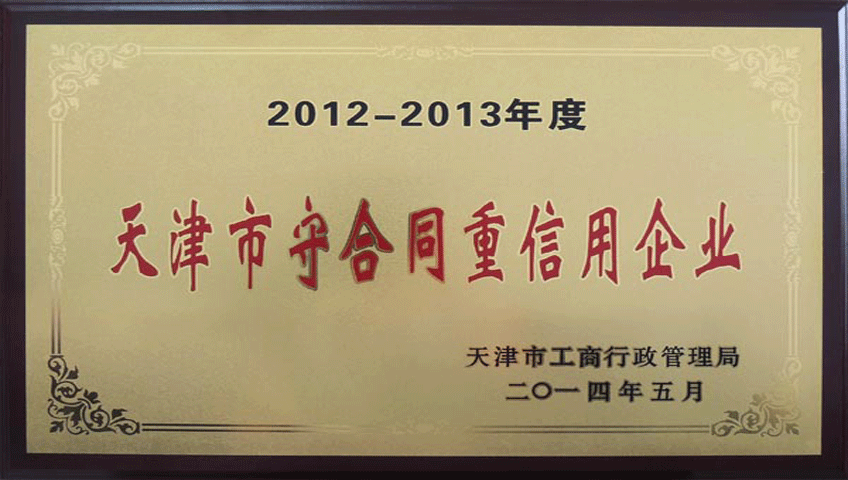 2012-2013年度
天津市守合同重信用企业
天津市工商行政管理局
二〇一四年五月